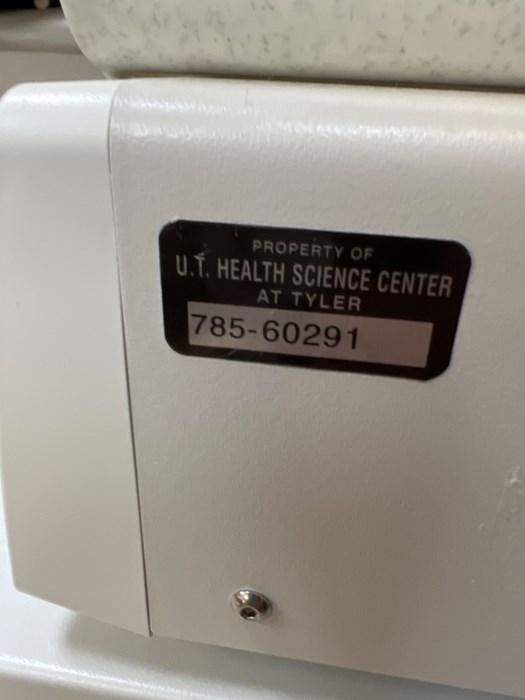 PROPERTY OF
U.T. HEALTH SCIENCE CENTER
AT TYLER
785-60291